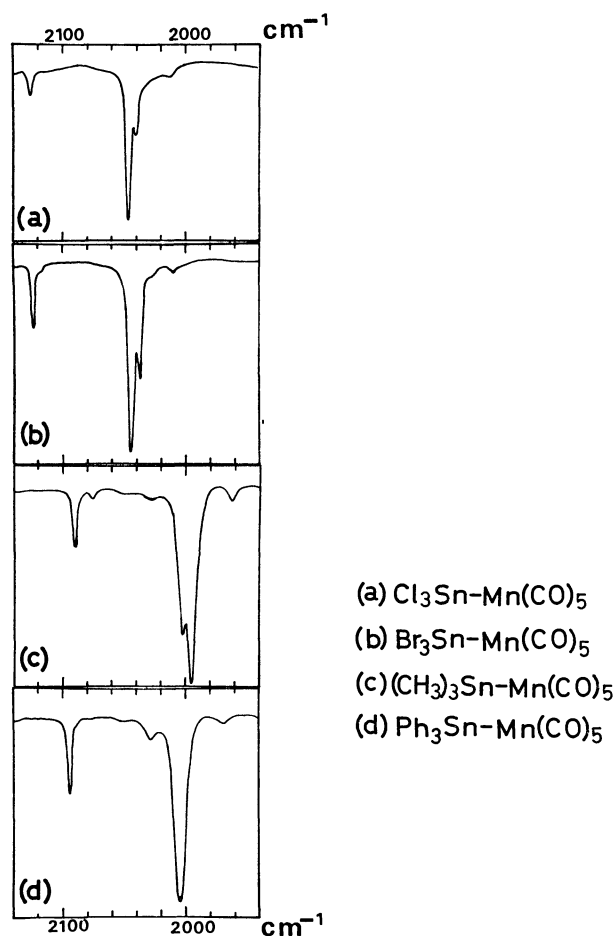 2100 2000 cm⁻¹
(a)
(b)
(c)
(d)
2100 2000 cm⁻¹
(a) Cl₃Sn–Mn(CO)₅
(b) Br₃Sn–Mn(CO)₅
(c) (CH₃)₃Sn–Mn(CO)₅
(d) Ph₃Sn–Mn(CO)₅